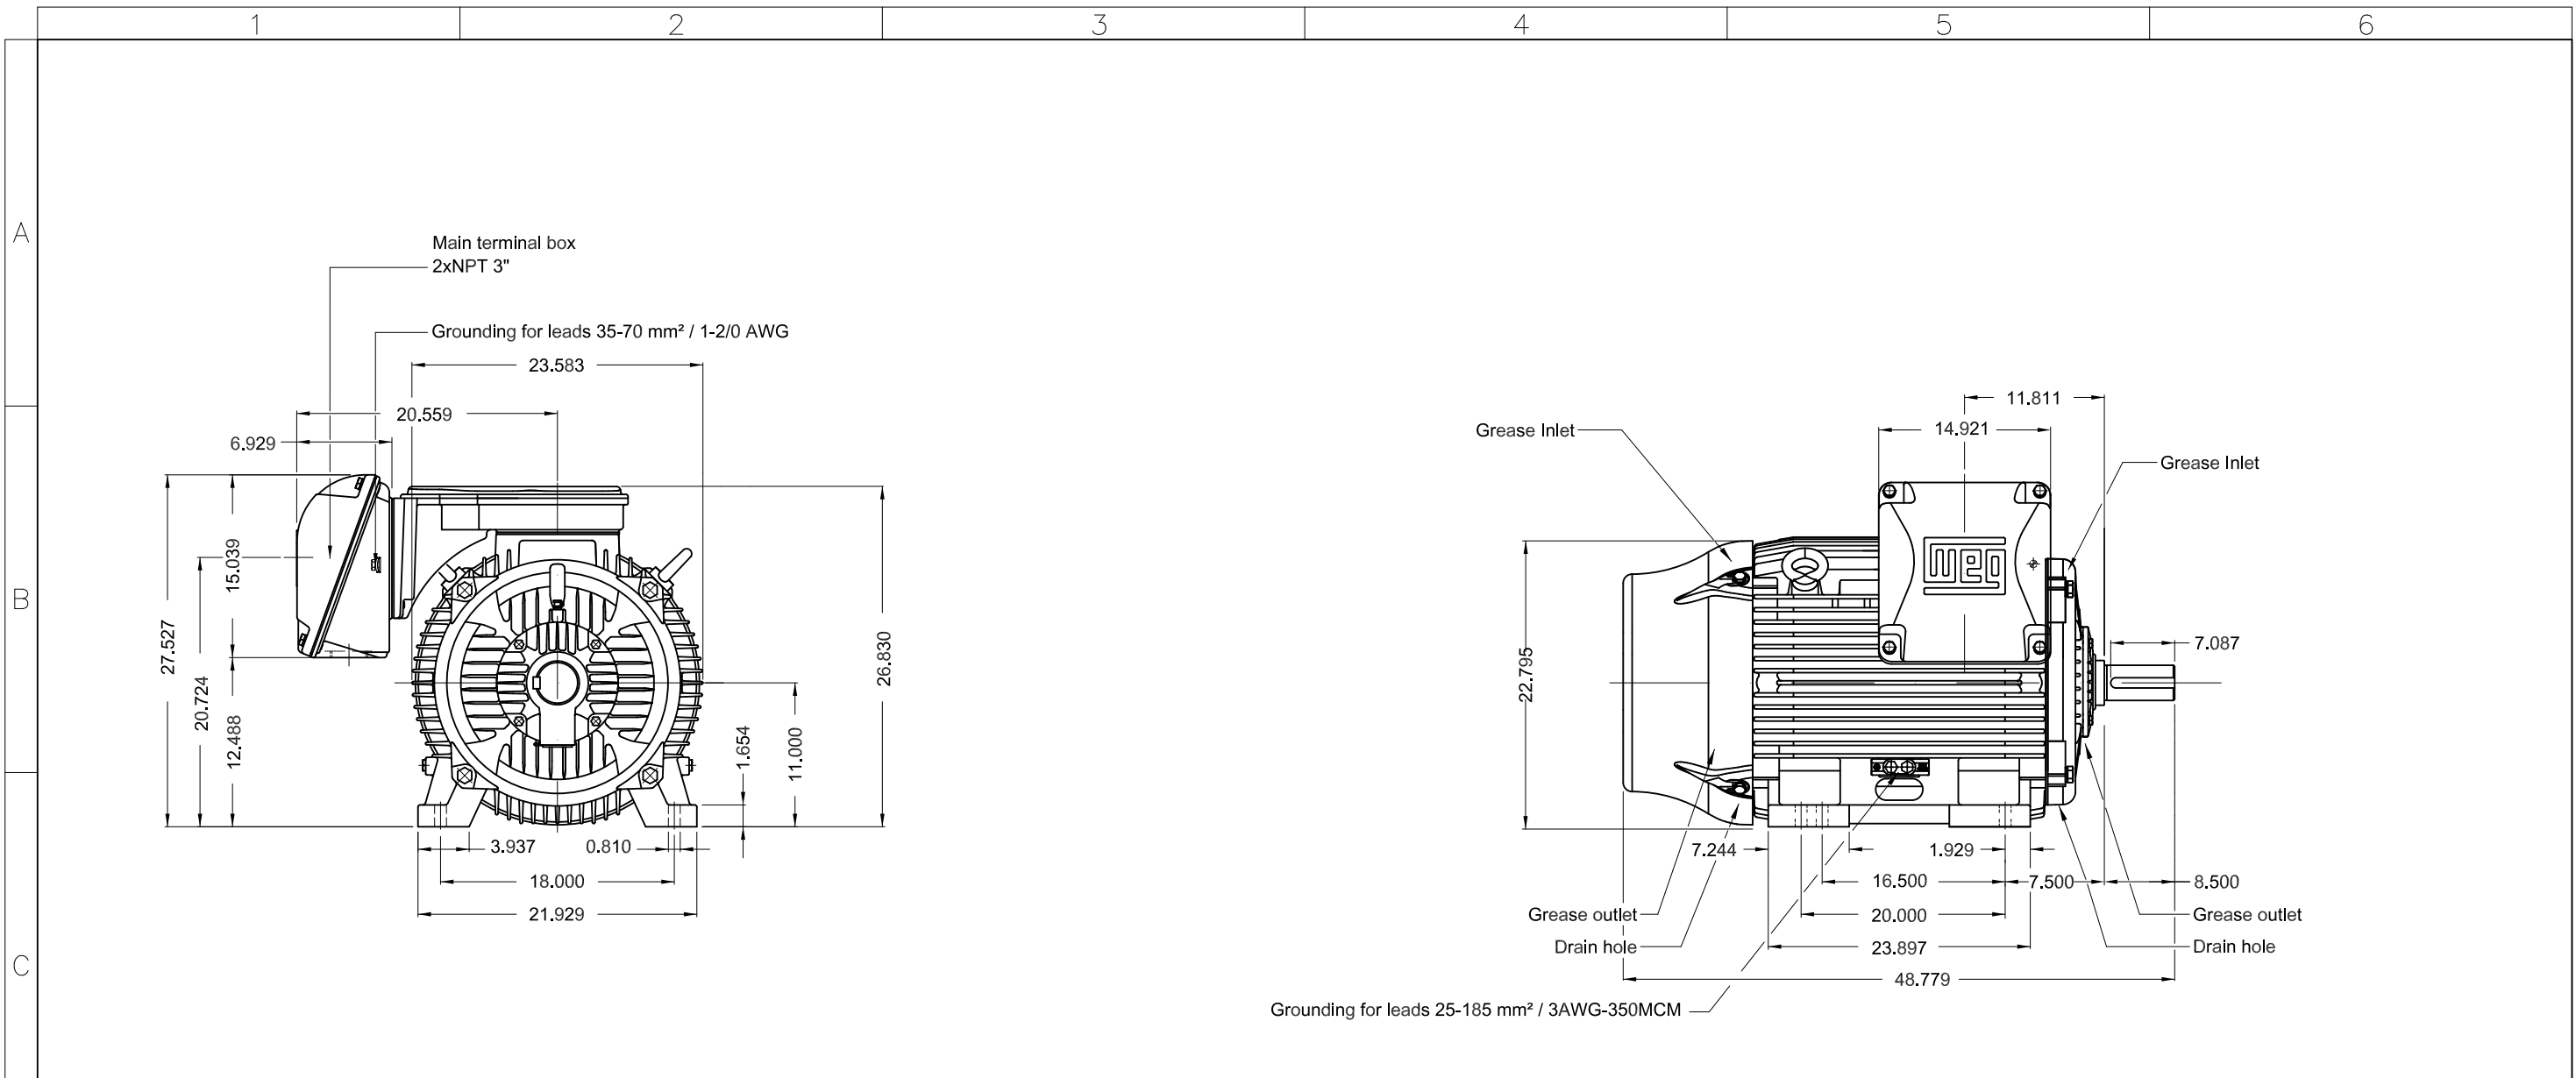 1 2 3 4 5 6
A
Main terminal box
2xNPT 3"
Grounding for leads 35-70 mm² / 1-2/0 AWG
23.583
20.559
6.929
11.811
14.921
Grease Inlet
Grease Inlet
B
27.527
15.039
20.724
12.488
26.830
11.000
1.654
22.795
weg
7.087
3.937
0.810
18.000
21.929
7.244
1.929
16.500
7.500
8.500
Grease outlet
20.000
Grease outlet
Drain hole
23.897
Drain hole
C
48.779
Grounding for leads 25-185 mm² / 3AWG-350MCM